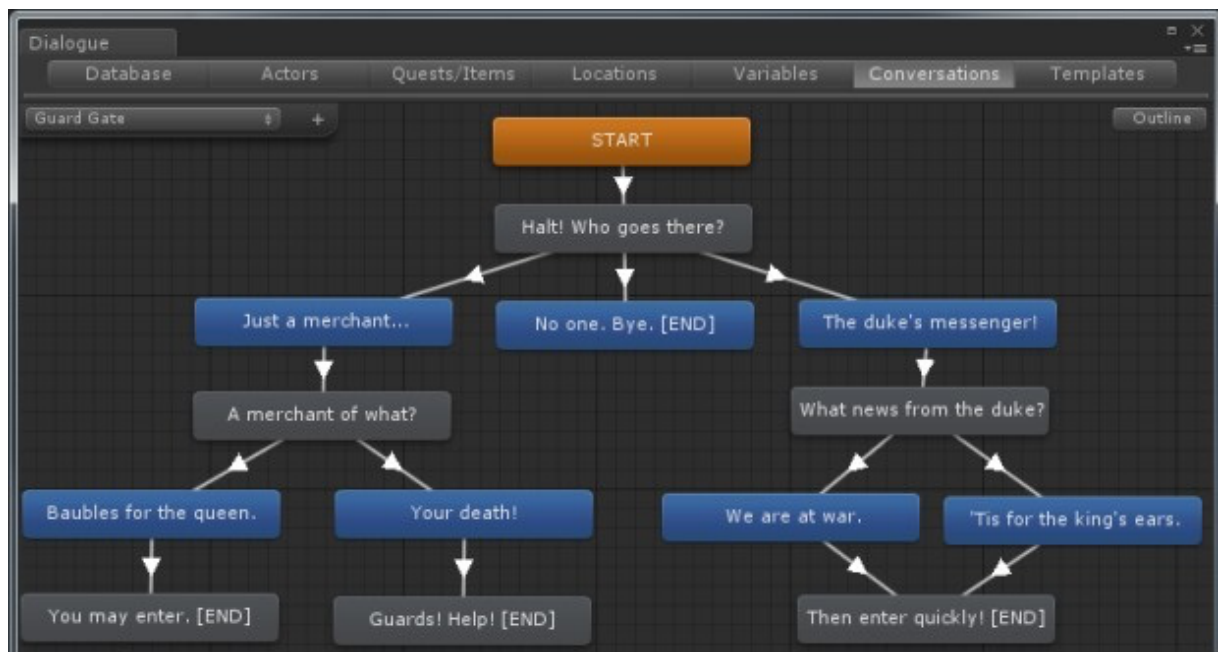 Dialogue
Database Actors Quests/Items Locations Variables Conversations Templates
Guard Gate + Outline
START
Halt! Who goes there?
Just a merchant... No one. Bye. [END] The duke's messenger!
A merchant of what? What news from the duke?
Baubles for the queen. Your death! We are at war. 'Tis for the king's ears.
You may enter. [END] Guards! Help! [END] Then enter quickly! [END]